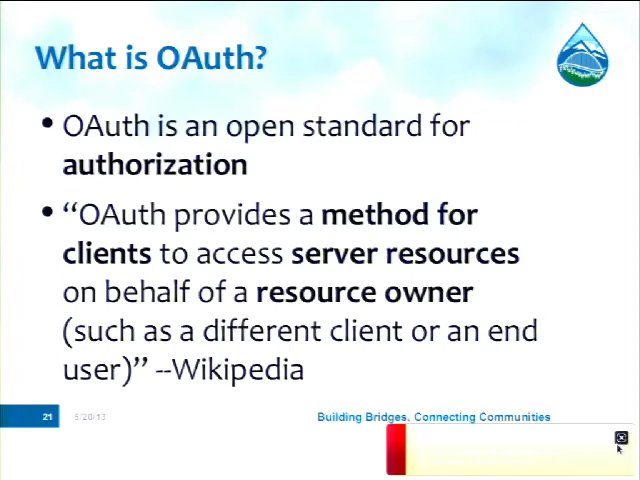 What is OAuth?
• OAuth is an open standard for
authorization
• “OAuth provides a method for
clients to access server resources
on behalf of a resource owner
(such as a different client or an end
user)” --Wikipedia
21
5/20/13
Building Bridges, Connecting Communities